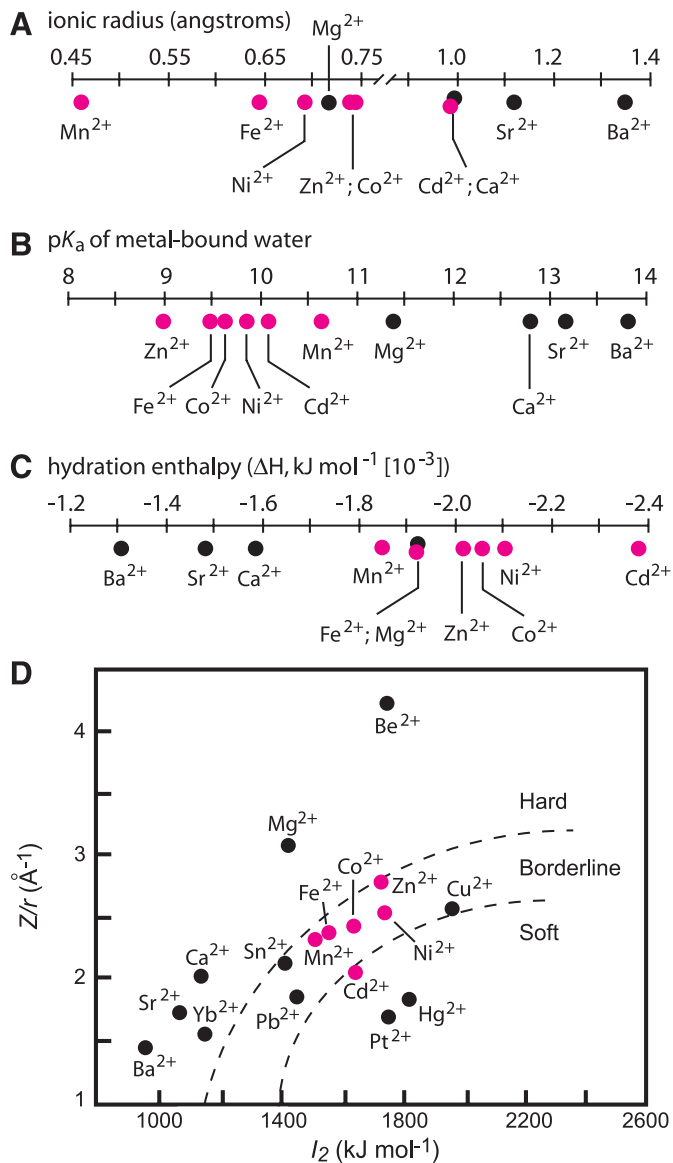 A ionic radius (angstroms)
Mg2+
0.45 0.55 0.65 0.75 1.0 1.2 1.4
Mn2+ Fe2+ Sr2+ Ba2+
Ni2+ Zn2+; Co2+ Cd2+; Ca2+
B pKa of metal-bound water
8 9 10 11 12 13 14
Zn2+ Mn2+ Mg2+ Sr2+ Ba2+
Fe2+ Co2+ Ni2+ Cd2+ Ca2+
C hydration enthalpy (ΔH, kJ mol-1 [10-3])
-1.2 -1.4 -1.6 -1.8 -2.0 -2.2 -2.4
Ba2+ Sr2+ Ca2+ Mn2+ Ni2+ Cd2+
Fe2+; Mg2+ Zn2+ Co2+
D
4
Be2+
Hard
Mg2+
3
Co2+
Borderline
Fe2+ Zn2+ Cu2+
Soft
Sn2+ Mn2+ Ni2+
Ca2+
2
Cd2+
Sr2+ Yb2+ Pb2+ Hg2+
Pt2+
Ba2+
1
Z/r (Å-1)
1000 1400 1800 2200 2600
I2 (kJ mol-1)